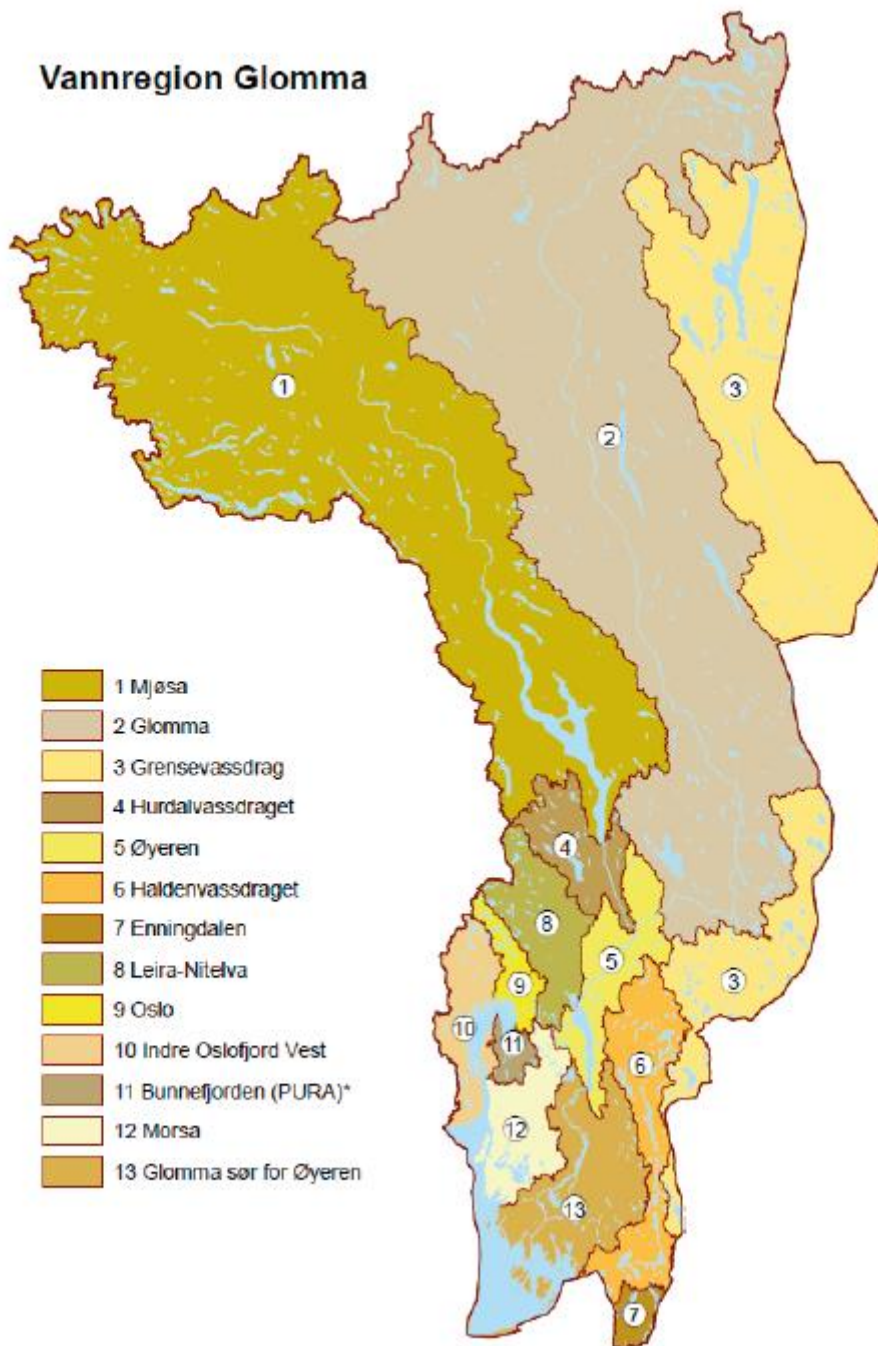 Vannregion Glomma
1
2
3
1 Mjøsa
2 Glomma
3 Grensevassdrag
4 Hurdalvassdraget
5 Øyeren
6 Haldenvassdraget
7 Enningdalen
8 Leira-Nitelva
9 Oslo
10 Indre Oslofjord Vest
11 Bunnefjorden (PURA)*
12 Morsa
13 Glomma sør for Øyeren
4
8
5
3
9
10
11
6
12
13
7